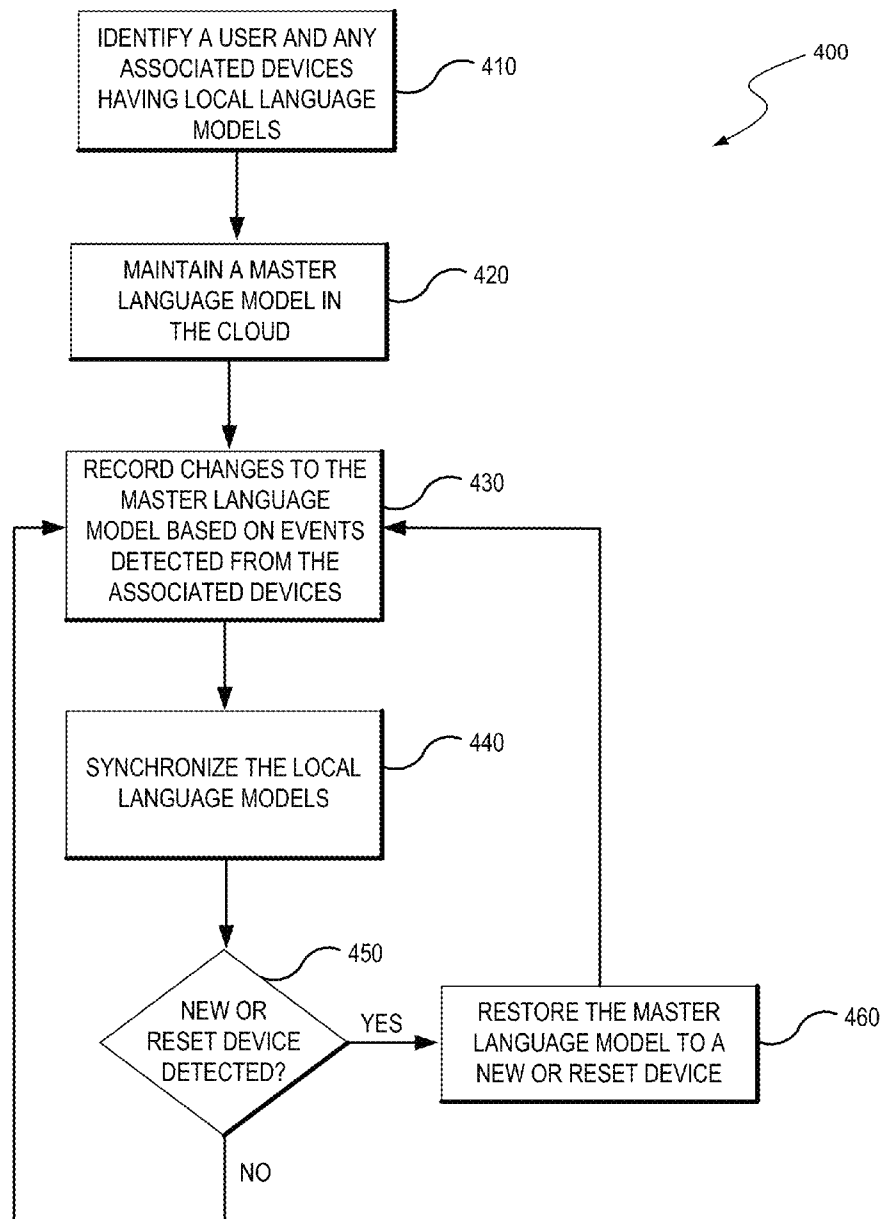 IDENTIFY A USER AND ANY
ASSOCIATED DEVICES
HAVING LOCAL LANGUAGE
MODELS
410
400
MAINTAIN A MASTER
LANGUAGE MODEL IN
THE CLOUD
420
RECORD CHANGES TO THE
MASTER LANGUAGE
MODEL BASED ON EVENTS
DETECTED FROM THE
ASSOCIATED DEVICES
430
SYNCHRONIZE THE LOCAL
LANGUAGE MODELS
440
450
NEW OR
RESET DEVICE
DETECTED?
YES
RESTORE THE MASTER
LANGUAGE MODEL TO A
NEW OR RESET DEVICE
460
NO